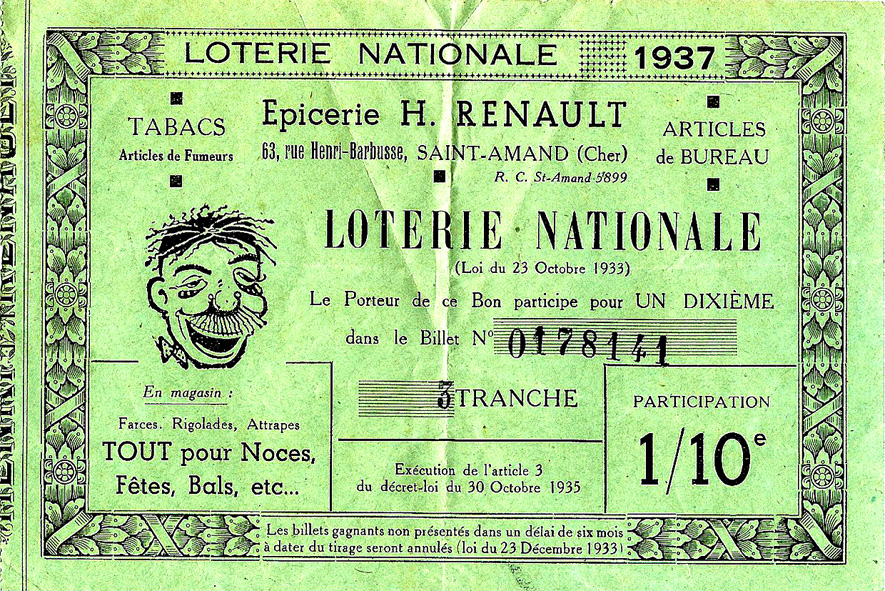 LOTERIE NATIONALE 1937
TABACS
Articles de Fumeurs
Epicerie H. RENAULT
63, rue Henri-Barbusse, SAINT-AMAND (Cher)
R. C. St-Amand 5899
ARTICLES
de BUREAU
LOTERIE NATIONALE
(Loi du 23 Octobre 1933)
Le Porteur de ce Bon participe pour UN DIXIÈME
dans le Billet N° 0178141
En magasin :
Farces, Rigolades, Attrapes
TOUT pour Noces,
Fêtes, Bals, etc...
3 TRANCHE
Exécution de l'article 3
du décret-loi du 30 Octobre 1935
PARTICIPATION
1/10e
Les billets gagnants non présentés dans un délai de six mois
à dater du tirage seront annulés (loi du 23 Décembre 1933)